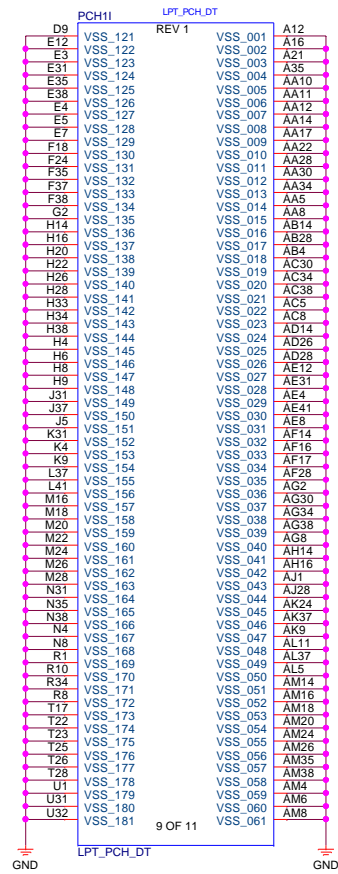 PCH1I LPT_PCH_DT
REV 1
D9 VSS_121 VSS_001 A12
E12 VSS_122 VSS_002 A16
E3 VSS_123 VSS_003 A21
E31 VSS_124 VSS_004 A35
E35 VSS_125 VSS_005 AA10
E38 VSS_126 VSS_006 AA11
E4 VSS_127 VSS_007 AA12
E5 VSS_128 VSS_008 AA14
E7 VSS_129 VSS_009 AA17
F18 VSS_130 VSS_010 AA22
F24 VSS_131 VSS_011 AA28
F35 VSS_132 VSS_012 AA30
F37 VSS_133 VSS_013 AA34
F38 VSS_134 VSS_014 AA5
G2 VSS_135 VSS_015 AA8
H14 VSS_136 VSS_016 AB14
H16 VSS_137 VSS_017 AB28
H20 VSS_138 VSS_018 AB4
H22 VSS_139 VSS_019 AC30
H26 VSS_140 VSS_020 AC34
H28 VSS_141 VSS_021 AC38
H33 VSS_142 VSS_022 AC5
H34 VSS_143 VSS_023 AC8
H38 VSS_144 VSS_024 AD14
H4 VSS_145 VSS_025 AD26
H6 VSS_146 VSS_026 AD28
H8 VSS_147 VSS_027 AE12
H9 VSS_148 VSS_028 AE31
J31 VSS_149 VSS_029 AE4
J37 VSS_150 VSS_030 AE41
J5 VSS_151 VSS_031 AE8
K31 VSS_152 VSS_032 AF14
K4 VSS_153 VSS_033 AF16
K9 VSS_154 VSS_034 AF17
L37 VSS_155 VSS_035 AF28
L41 VSS_156 VSS_036 AG2
M16 VSS_157 VSS_037 AG30
M18 VSS_158 VSS_038 AG34
M20 VSS_159 VSS_039 AG38
M22 VSS_160 VSS_040 AG8
M24 VSS_161 VSS_041 AH14
M26 VSS_162 VSS_042 AH16
M28 VSS_163 VSS_043 AJ1
N31 VSS_164 VSS_044 AJ28
N35 VSS_165 VSS_045 AK24
N38 VSS_166 VSS_046 AK37
N4 VSS_167 VSS_047 AK9
N8 VSS_168 VSS_048 AL11
R1 VSS_169 VSS_049 AL37
R10 VSS_170 VSS_050 AL5
R34 VSS_171 VSS_051 AM14
R8 VSS_172 VSS_052 AM16
T17 VSS_173 VSS_053 AM18
T22 VSS_174 VSS_054 AM20
T23 VSS_175 VSS_055 AM24
T25 VSS_176 VSS_056 AM26
T26 VSS_177 VSS_057 AM35
T28 VSS_178 VSS_058 AM38
U1 VSS_179 VSS_059 AM4
U31 VSS_180 VSS_060 AM6
U32 VSS_181 VSS_061 AM8
9 OF 11
LPT_PCH_DT
GND GND